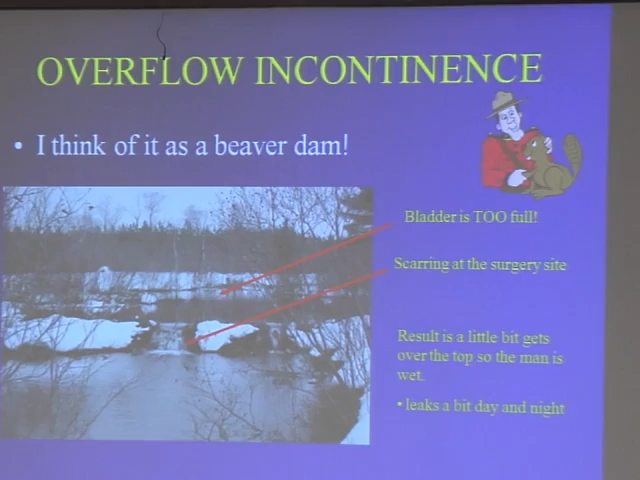 OVERFLOW INCONTINENCE
• I think of it as a beaver dam!
Bladder is TOO full!
Scarring at the surgery site
Result is a little bit gets
over the top so the man is
wet.
• leaks a bit day and night